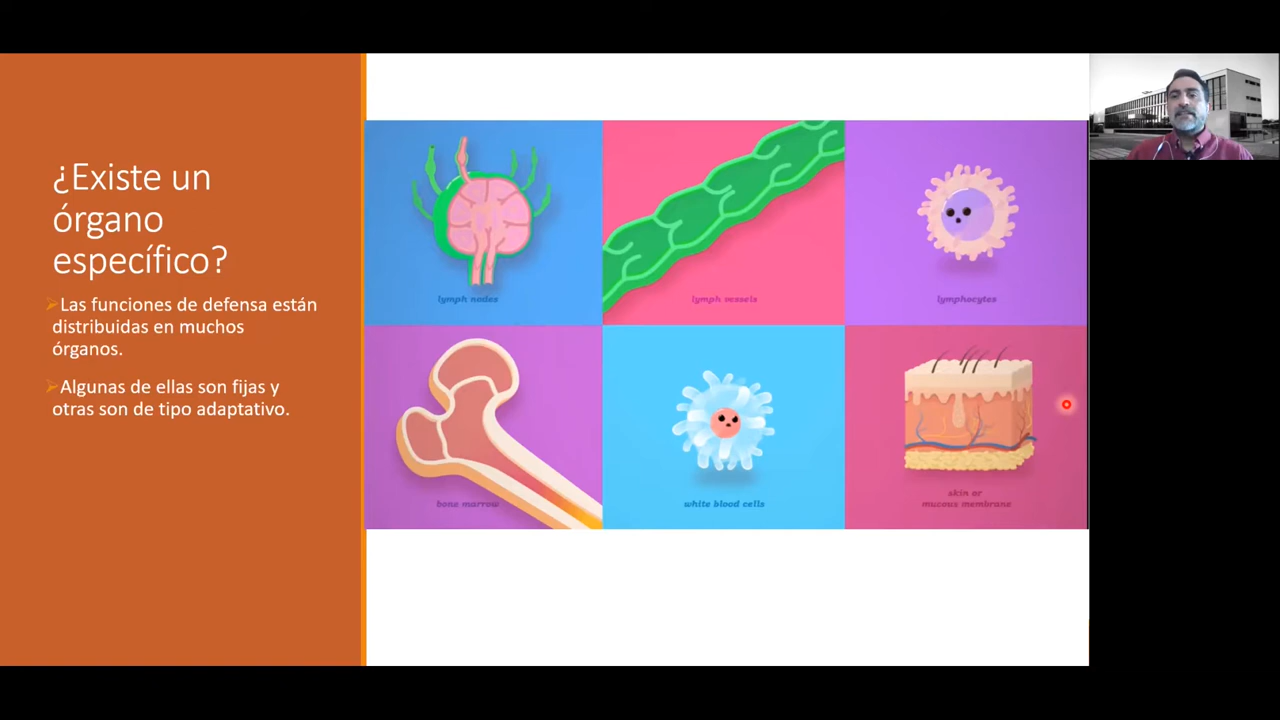 ¿Existe un
órgano
específico?
Las funciones de defensa están
distribuidas en muchos
órganos.
Algunas de ellas son fijas y
otras son de tipo adaptativo.
lymph nodes
lymph vessels
lymphocytes
bone marrow
white blood cells
skin or
mucous membrane